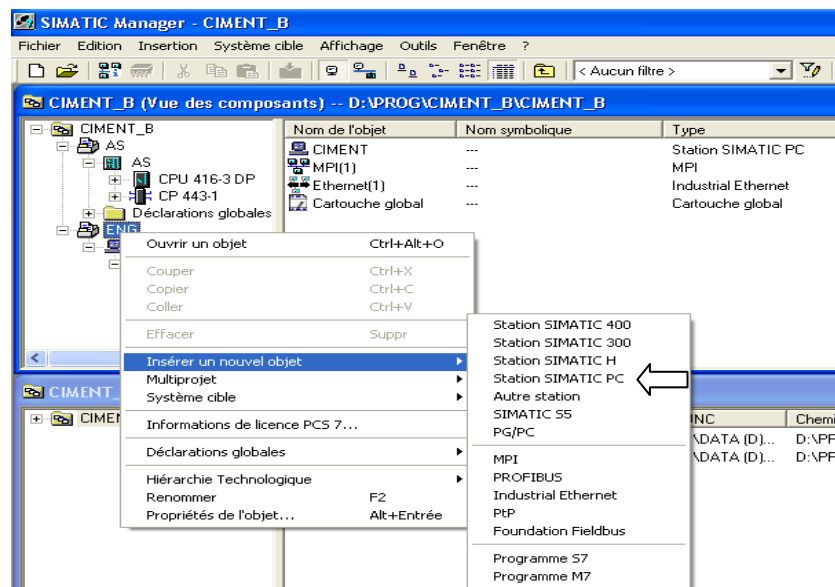 SIMATIC Manager - CIMENT_B
Fichier Edition Insertion Système cible Affichage Outils Fenêtre ?
< Aucun filtre >
CIMENT_B (Vue des composants) -- D:\PROG\CIMENT_B\CIMENT_B
CIMENT_B
AS
AS
CPU 416-3 DP
CP 443-1
Déclarations globales
ENG
Nom de l'objet Nom symbolique Type
CIMENT --- Station SIMATIC PC
MPI(1) --- MPI
Ethernet(1) --- Industrial Ethernet
Cartouche global --- Cartouche global
Ouvrir un objet Ctrl+Alt+O
Couper Ctrl+X
Copier Ctrl+C
Coller Ctrl+V
Effacer Suppr
Insérer un nouvel objet
Multiprojet
Système cible
Informations de licence PCS 7...
Déclarations globales
Hiérarchie Technologique
Renommer F2
Propriétés de l'objet... Alt+Entrée
Station SIMATIC 400
Station SIMATIC 300
Station SIMATIC H
Station SIMATIC PC
Autre station
SIMATIC S5
PG/PC
MPI
PROFIBUS
Industrial Ethernet
PtP
Foundation Fieldbus
Programme S7
Programme M7
CIMENT_
CIMEN
NC Chemi
\DATA (D)... D:\PF
\DATA (D)... D:\PF